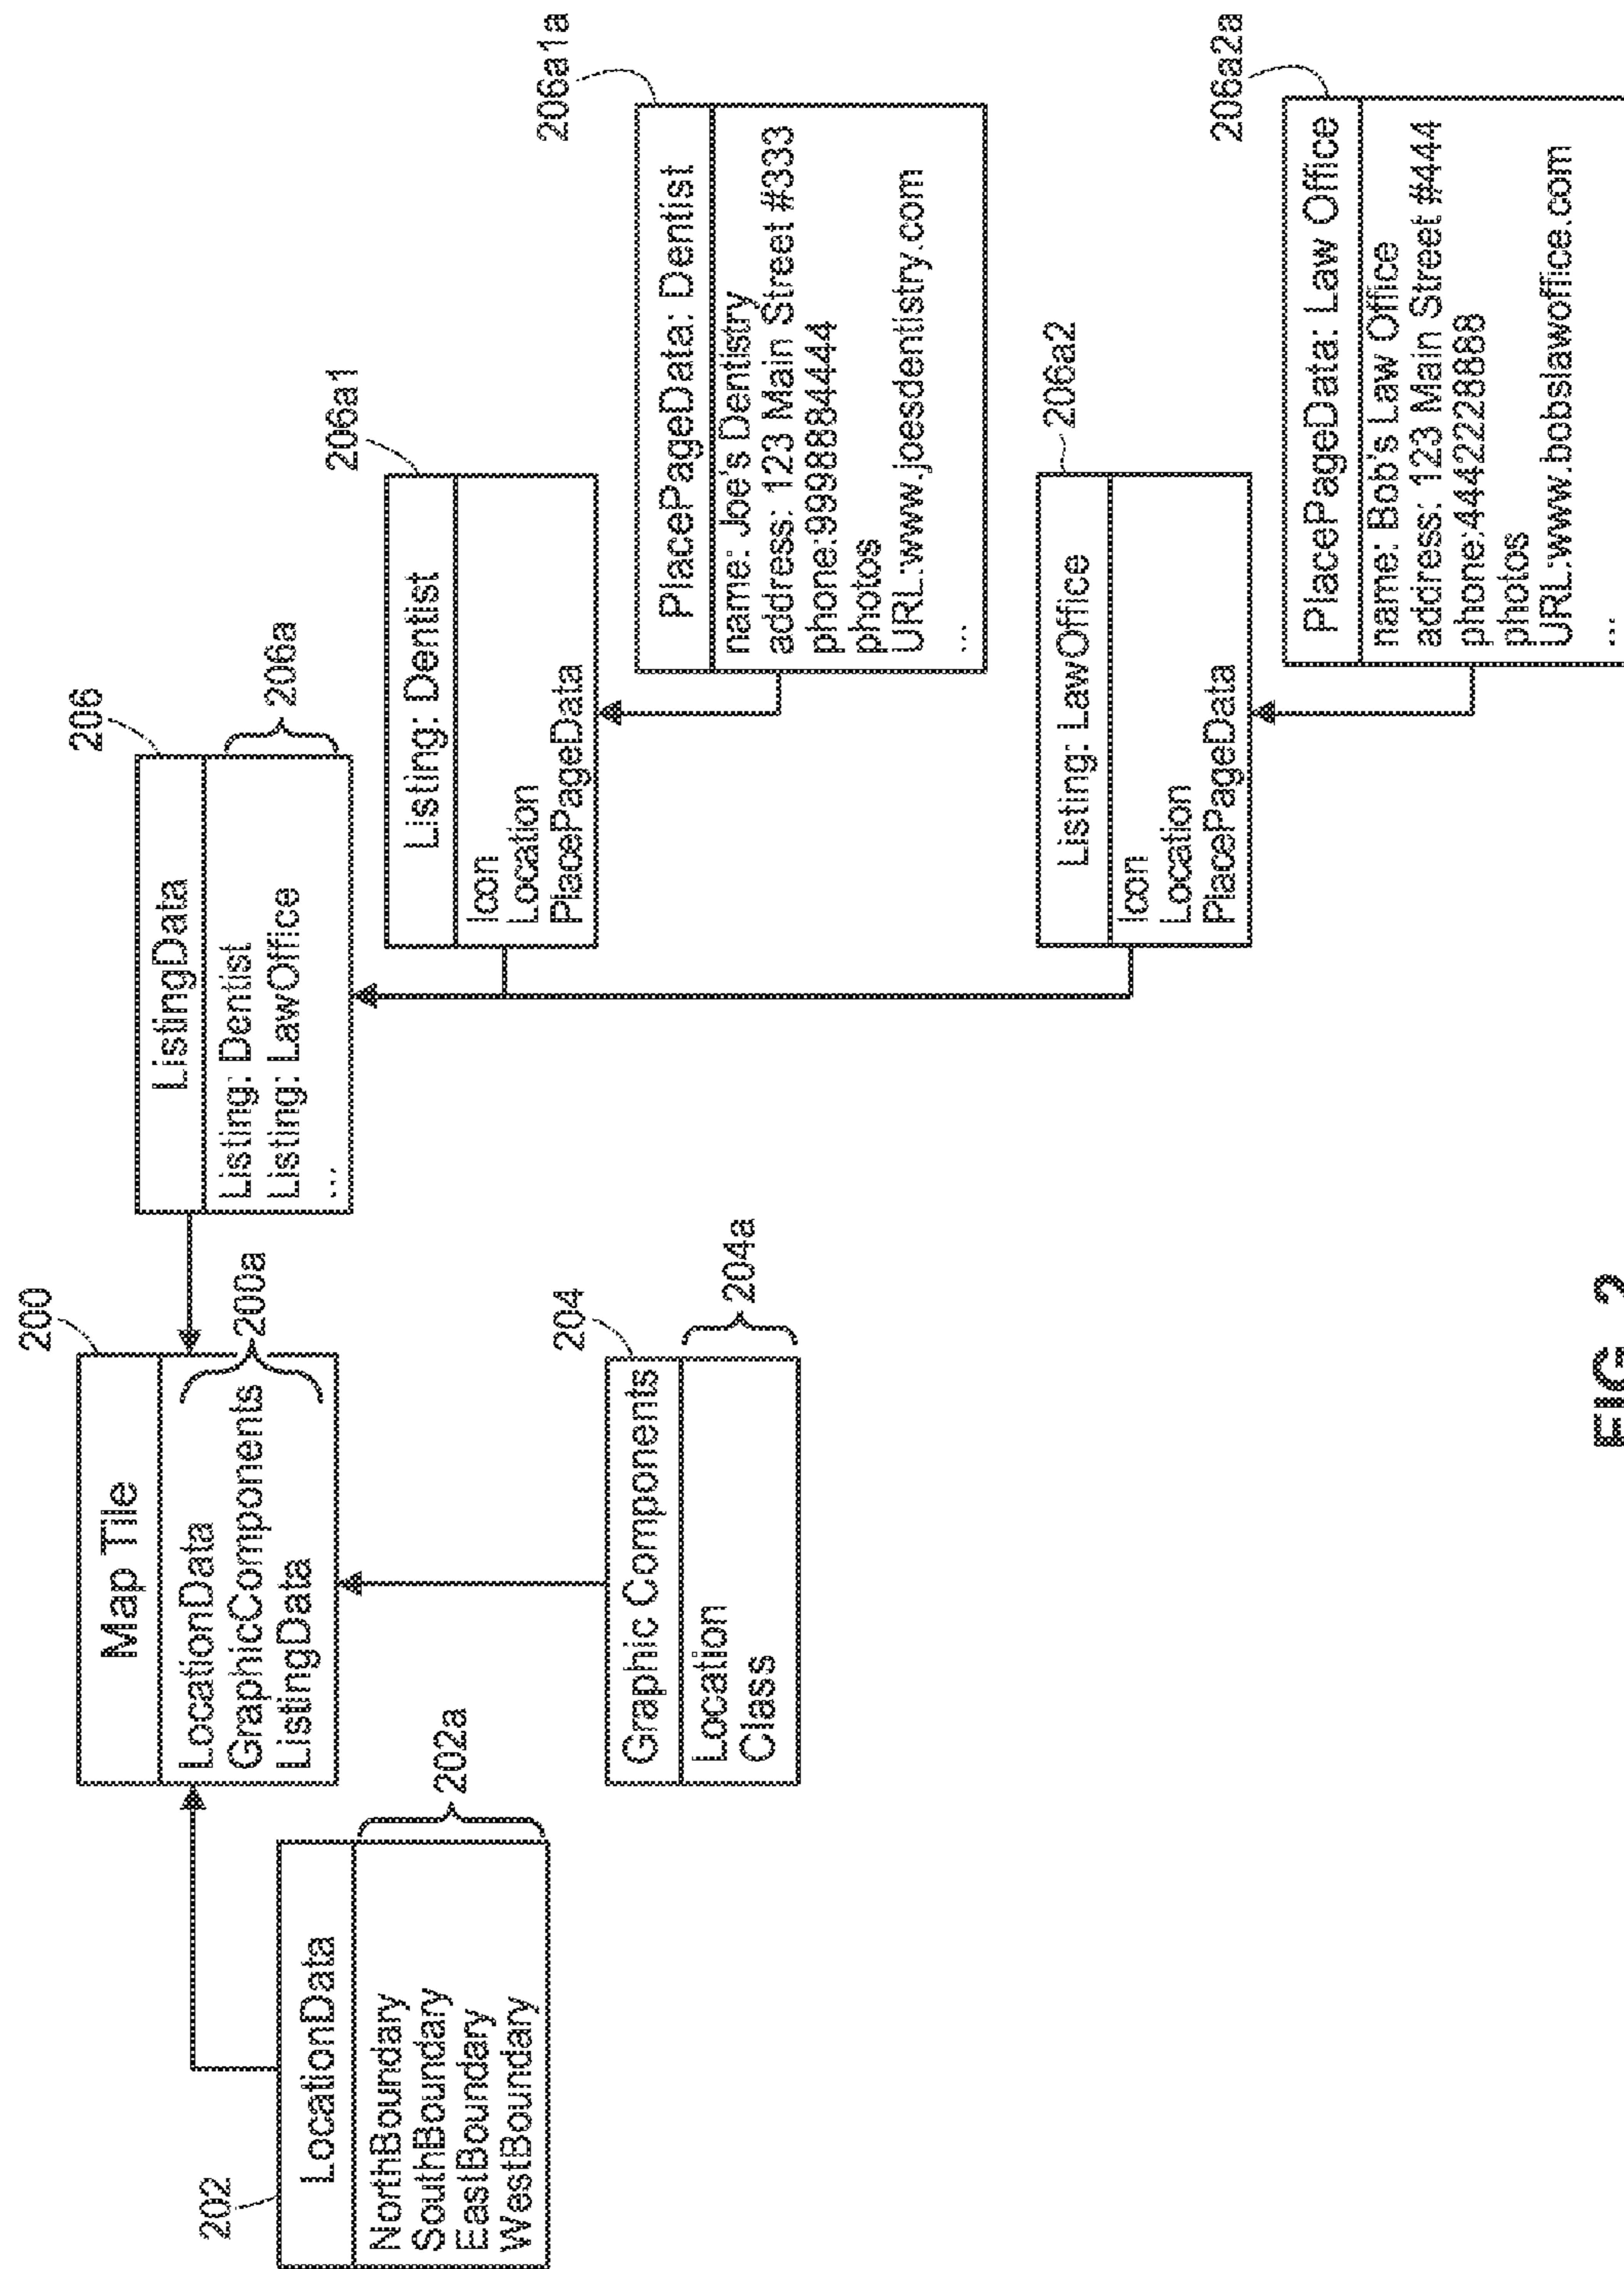 200
Map Tile
LocationData
GraphicComponents
ListingData
200a
202
LocationData
NorthBoundary
SouthBoundary
EastBoundary
WestBoundary
202a
204
Graphic Components
Location
Class
204a
206
ListingData
Listing: Dentist
Listing: LawOffice
...
206a
206a1
Listing: Dentist
Icon
Location
PlacePageData
206a1a
PlacePageData: Dentist
name: Joe's Dentistry
address: 123 Main Street #333
phone:9998884444
photos
URL:www.joesdentistry.com
...
206a2
Listing: LawOffice
Icon
Location
PlacePageData
206a2a
PlacePageData: Law Office
name: Bob's Law Office
address: 123 Main Street #444
phone:4442228888
photos
URL:www.bobslawoffice.com
...
FIG. 2